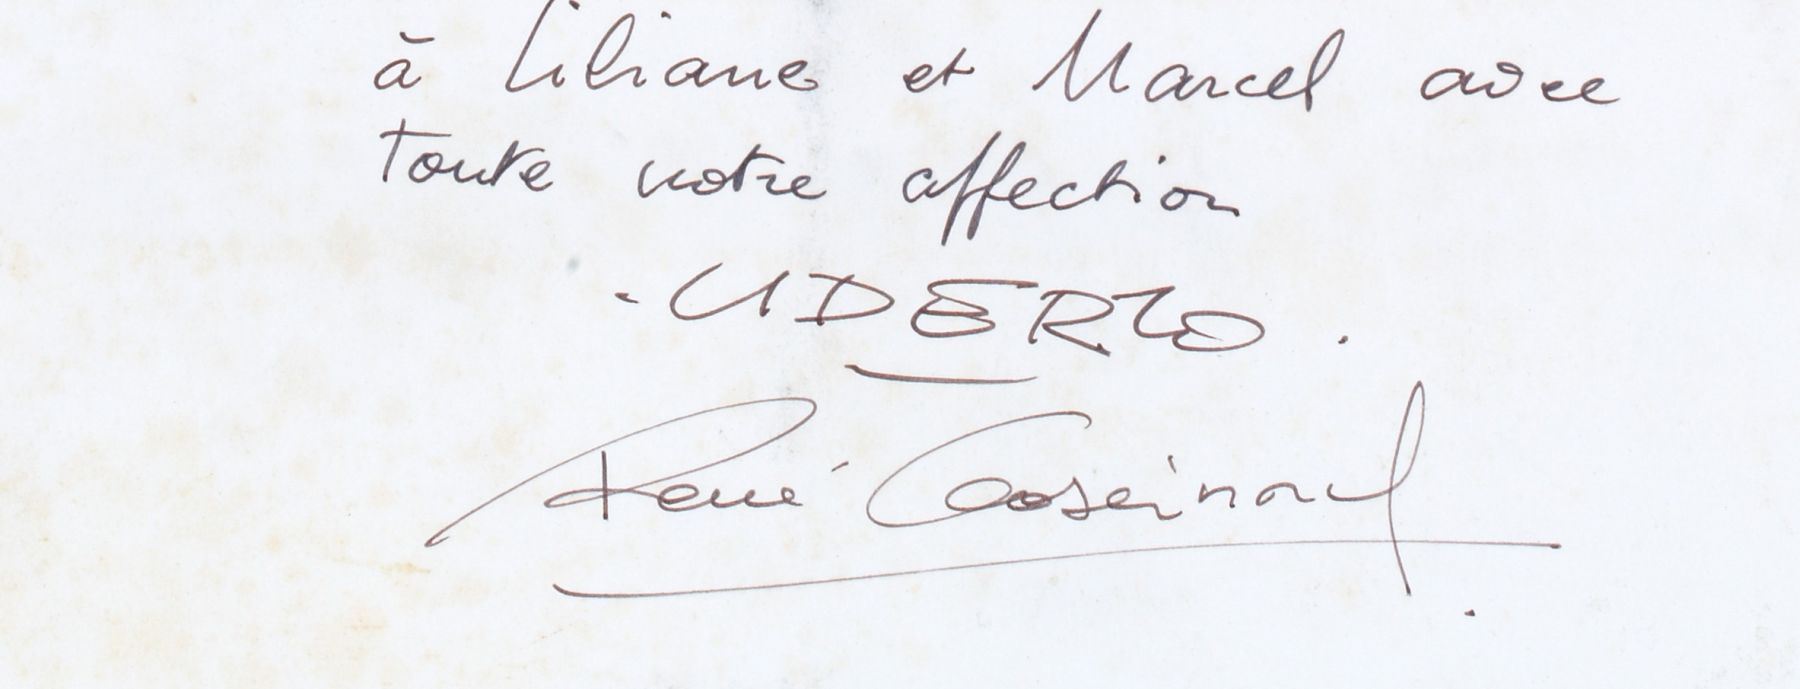 à Liliane et Marcel avec
toute notre affection
- UDERZO .
René Goscinny